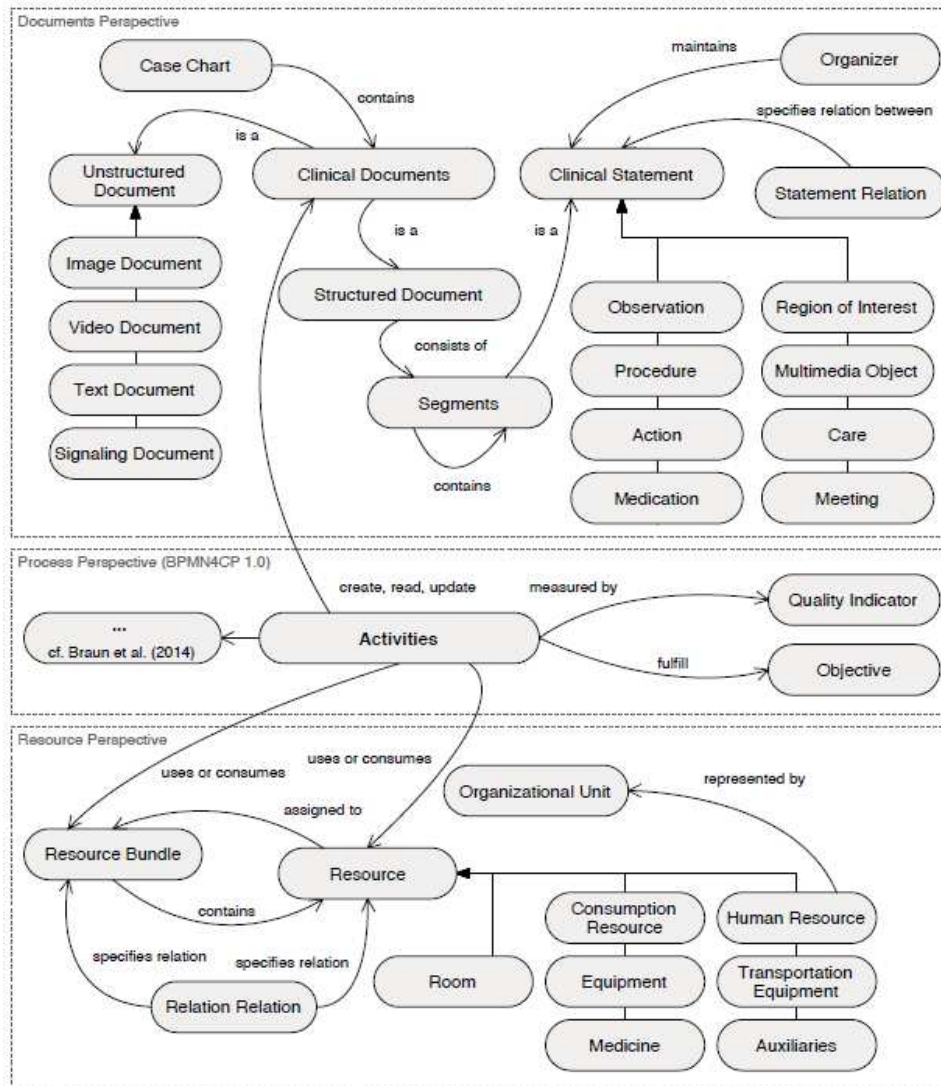 Documents Perspective
Case Chart
maintains
Organizer
contains
specifies relation between
is a
Unstructured
Document
Clinical Documents
Clinical Statement
Statement Relation
is a
is a
Image Document
Structured Document
Observation
Region of Interest
Video Document
consists of
Procedure
Multimedia Object
Text Document
Segments
Action
Care
Signaling Document
contains
Medication
Meeting
Process Perspective (BPMN4CP 1.0)
create, read, update
measured by
Quality Indicator
...
cf. Braun et al. (2014)
Activities
fulfill
Objective
Resource Perspective
uses or consumes
uses or consumes
represented by
Organizational Unit
assigned to
Resource Bundle
Resource
contains
Consumption
Resource
Human Resource
specifies relation
specifies relation
Room
Equipment
Transportation
Equipment
Relation Relation
Medicine
Auxiliaries